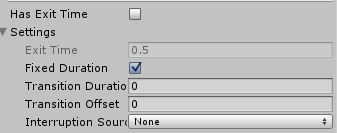 Has Exit Time
Settings
Exit Time 0.5
Fixed Duration
Transition Duratio 0
Transition Offset 0
Interruption Sourc None